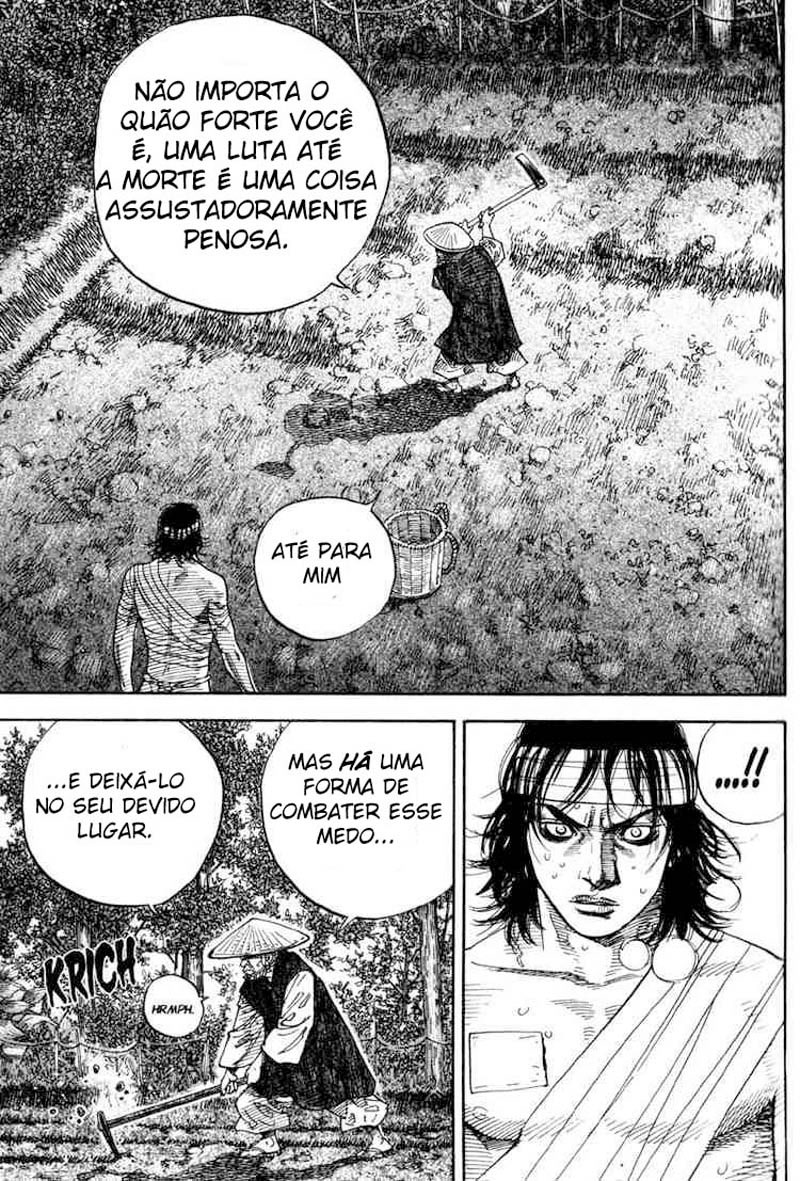 NÃO IMPORTA O
QUÃO FORTE VOCÊ
É, UMA LUTA ATÉ
A MORTE É UMA COISA
ASSUSTADORAMENTE
PENOSA.
ATÉ PARA
MIM
.....!!
MAS HÁ UMA
FORMA DE
COMBATER ESSE
MEDO...
...E DEIXÁ-LO
NO SEU DEVIDO
LUGAR.
KRICH
HRMPH.